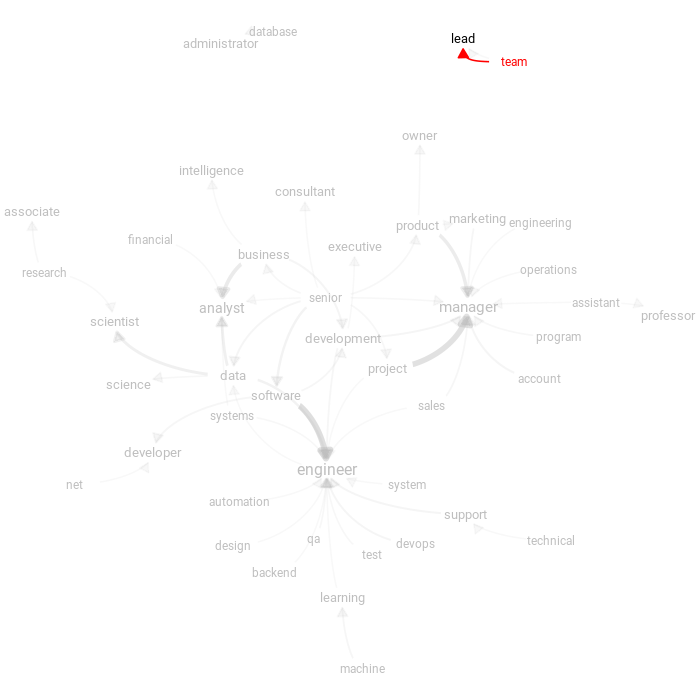 database
administrator
lead
team
owner
intelligence
consultant
associate
product
marketing
engineering
financial
executive
business
research
operations
senior
analyst
manager
assistant
professor
scientist
development
program
project
data
account
science
software
sales
systems
developer
engineer
net
system
automation
support
qa
technical
design
test
devops
backend
learning
machine